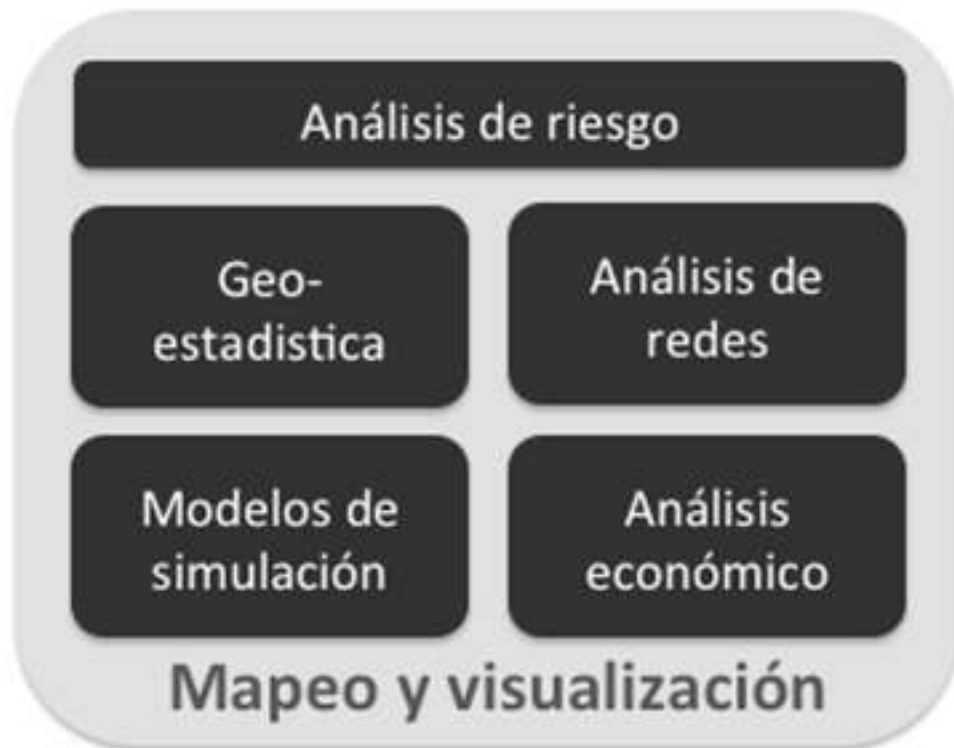 Análisis de riesgo
Geo-
estadistica
Análisis de
redes
Modelos de
simulación
Análisis
económico
Mapeo y visualización